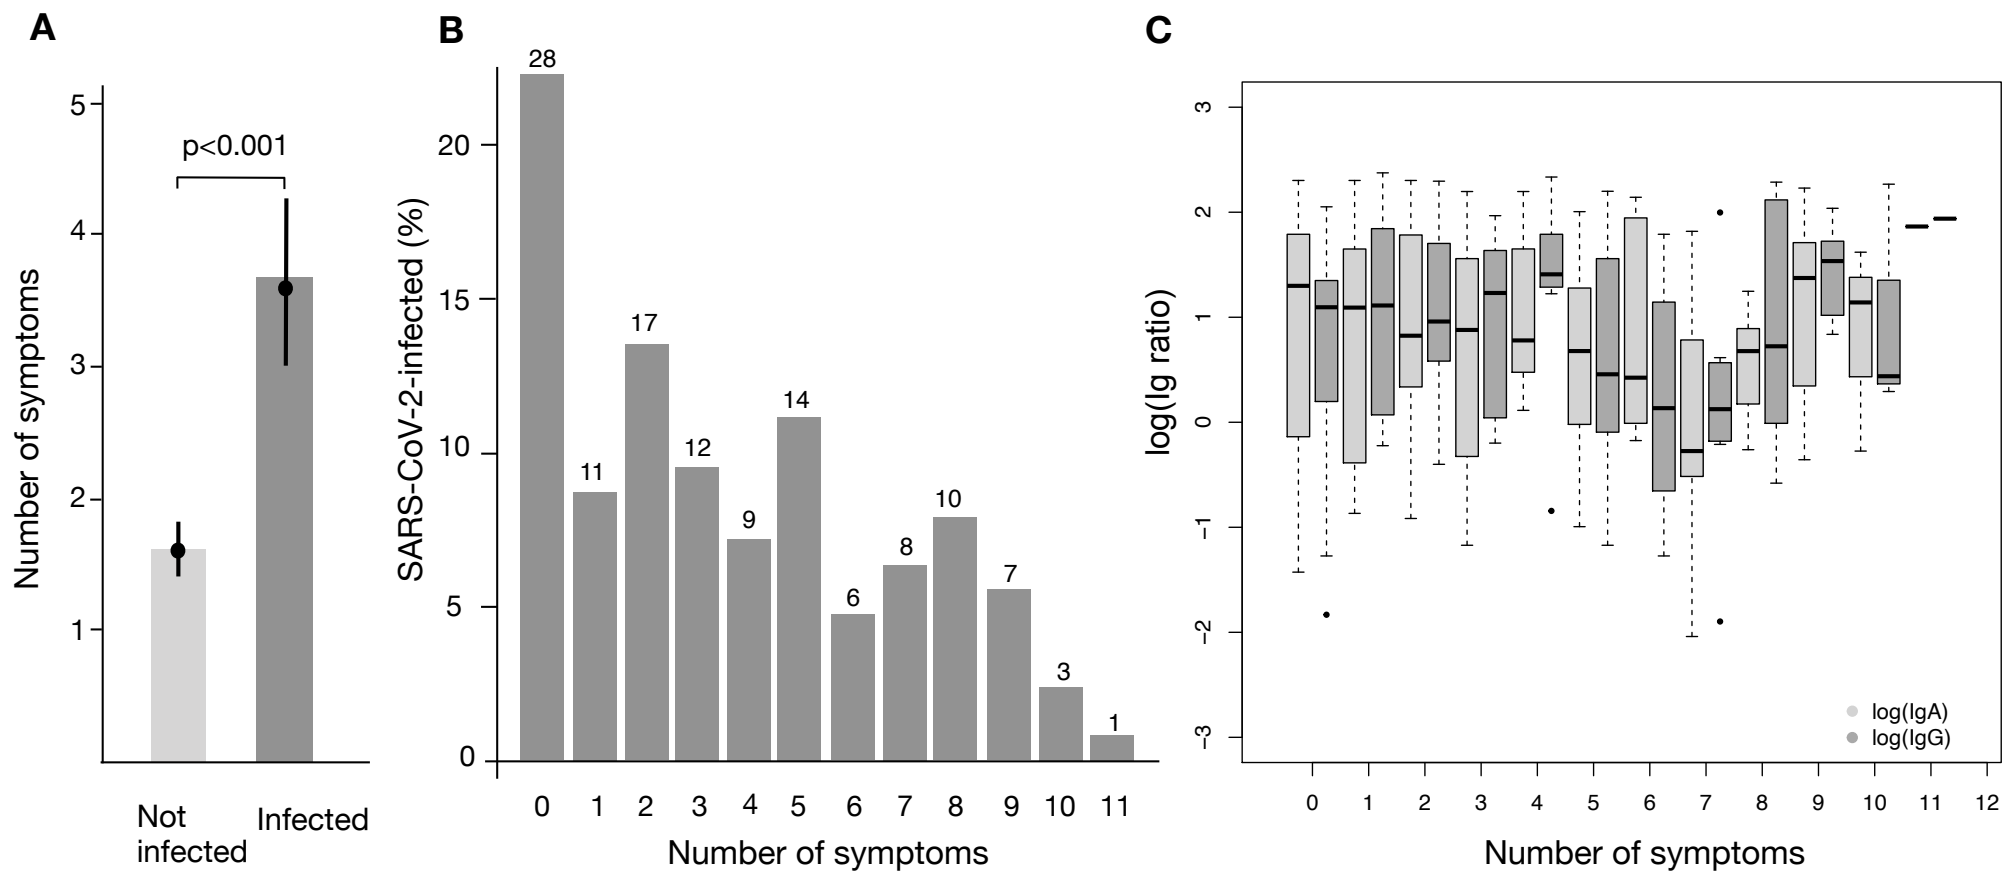 A
Number of symptoms
5
4
3
2
1
p<0.001
Not
infected
Infected
B
SARS-CoV-2-infected (%)
20
15
10
5
0
28
11
17
12
9
14
6
8
10
7
3
1
0 1 2 3 4 5 6 7 8 9 10 11
Number of symptoms
C
log(Ig ratio)
3
2
1
0
−1
−2
−3
log(IgA)
log(IgG)
0 1 2 3 4 5 6 7 8 9 10 11 12
Number of symptoms